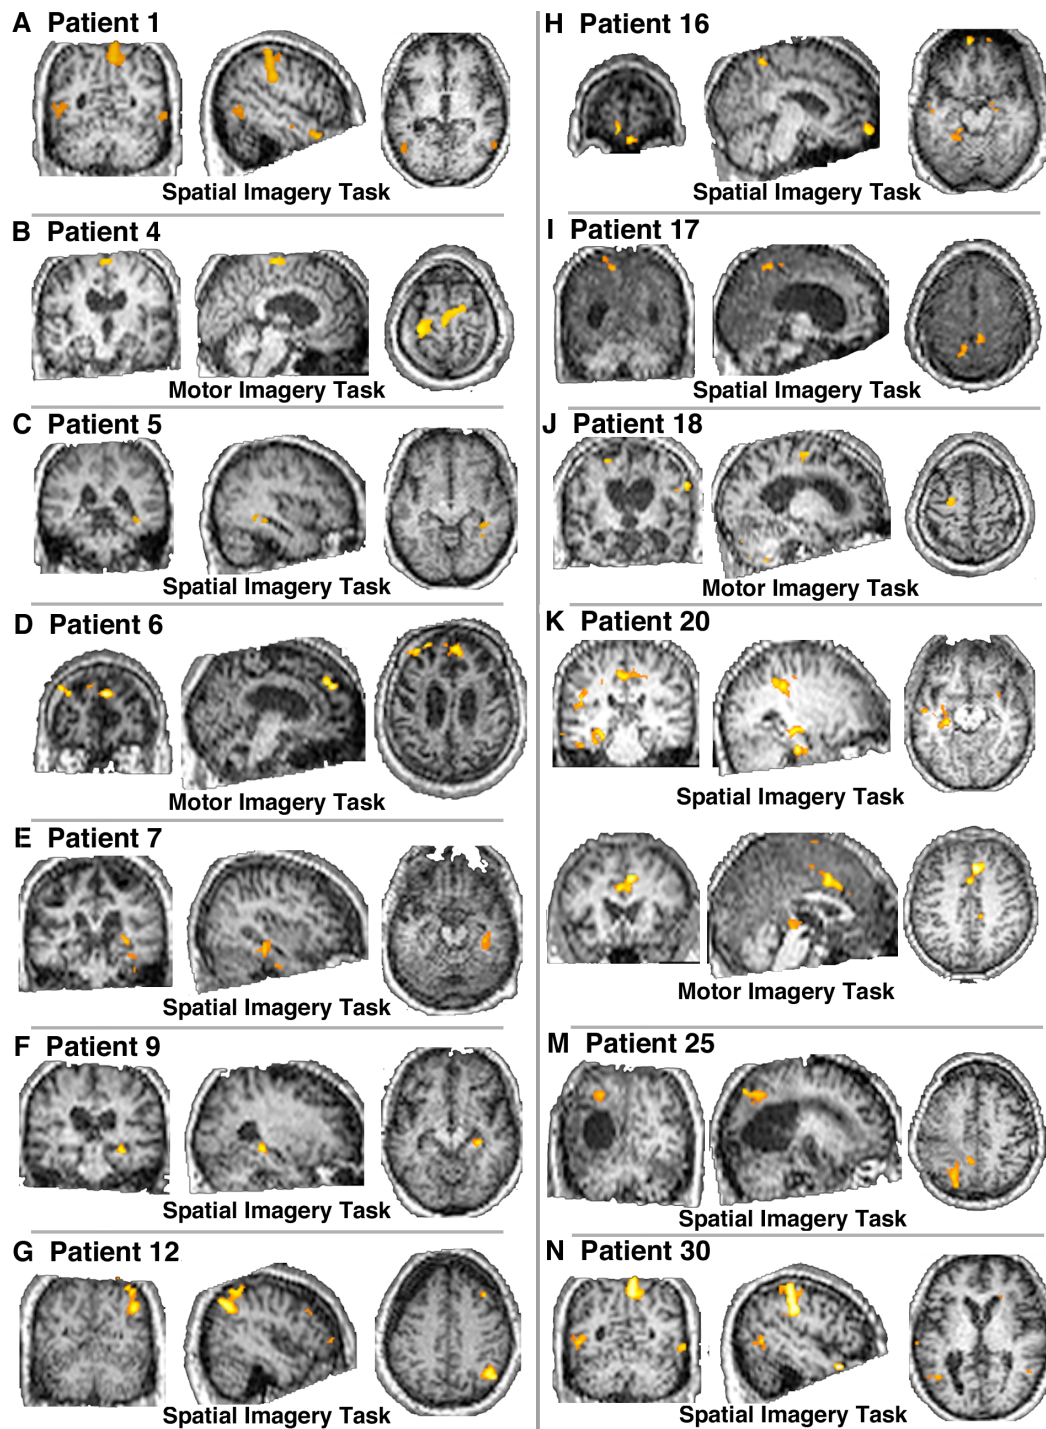 A Patient 1
Spatial Imagery Task
B Patient 4
Motor Imagery Task
C Patient 5
Spatial Imagery Task
D Patient 6
Motor Imagery Task
E Patient 7
Spatial Imagery Task
F Patient 9
Spatial Imagery Task
G Patient 12
Spatial Imagery Task
H Patient 16
Spatial Imagery Task
I Patient 17
Spatial Imagery Task
J Patient 18
Motor Imagery Task
K Patient 20
Spatial Imagery Task
Motor Imagery Task
M Patient 25
Spatial Imagery Task
N Patient 30
Spatial Imagery Task